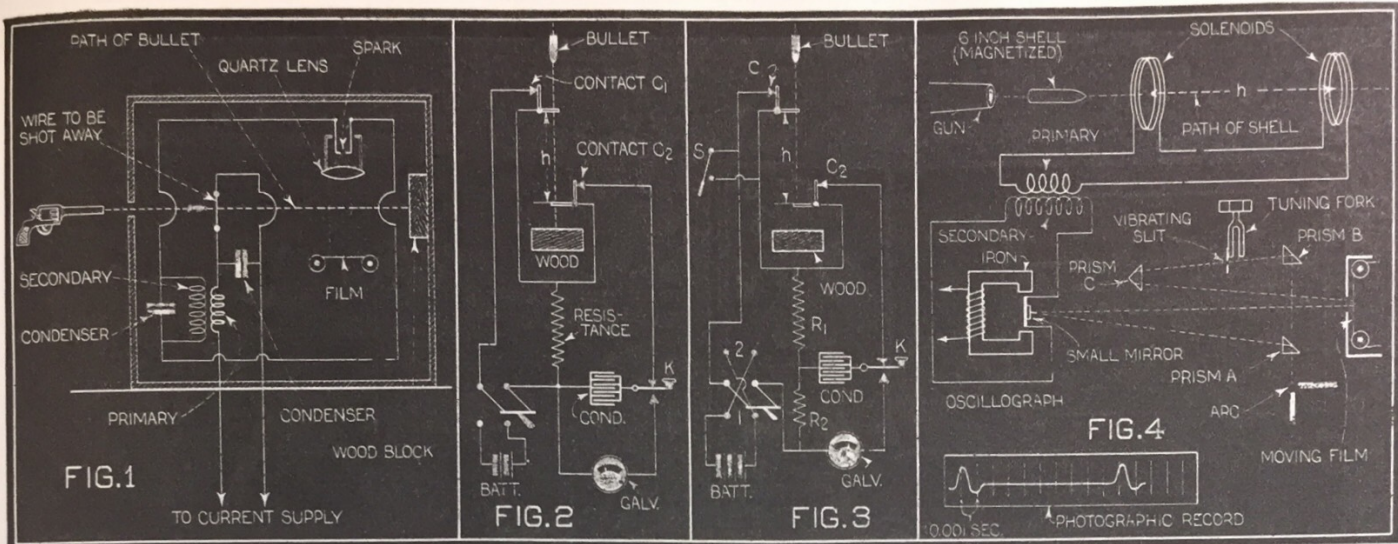 PATH OF BULLET
SPARK
QUARTZ LENS
WIRE TO BE
SHOT AWAY
SECONDARY
FILM
CONDENSER
PRIMARY
CONDENSER
WOOD BLOCK
FIG.1
TO CURRENT SUPPLY
BULLET
CONTACT C1
h
CONTACT C2
WOOD
RESIS-
TANCE
K
COND.
BATT.
GALV.
FIG.2
BULLET
C
S
h
C2
WOOD
R1
2
K
COND
1
R2
BATT.
GALV.
FIG.3
6 INCH SHELL
(MAGNETIZED)
SOLENOIDS
h
GUN
PRIMARY
PATH OF SHELL
TUNING FORK
VIBRATING
SLIT
PRISM B
SECONDARY
IRON
PRISM
C
SMALL MIRROR
PRISM A
OSCILLOGRAPH
ARC
FIG.4
MOVING FILM
PHOTOGRAPHIC RECORD
0.001 SEC.